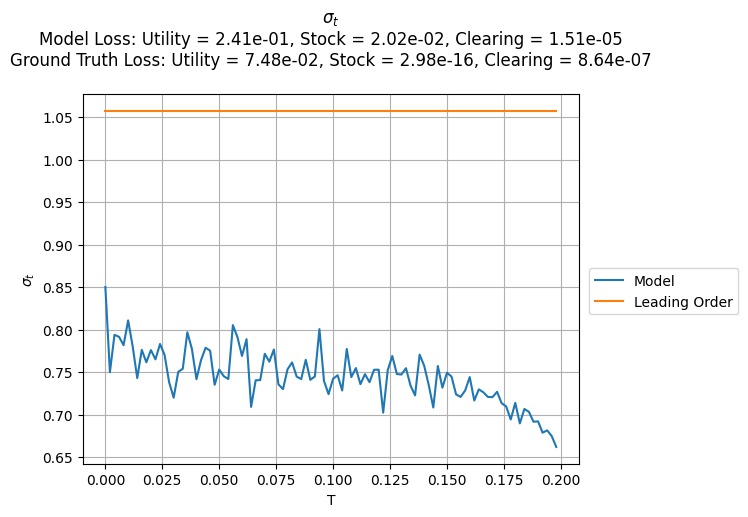 σt
Model Loss: Utility = 2.41e-01, Stock = 2.02e-02, Clearing = 1.51e-05
Ground Truth Loss: Utility = 7.48e-02, Stock = 2.98e-16, Clearing = 8.64e-07
1.05
1.00
0.95
0.90
0.85
0.80
0.75
0.70
0.65
σt
Model
Leading Order
0.000 0.025 0.050 0.075 0.100 0.125 0.150 0.175 0.200
T